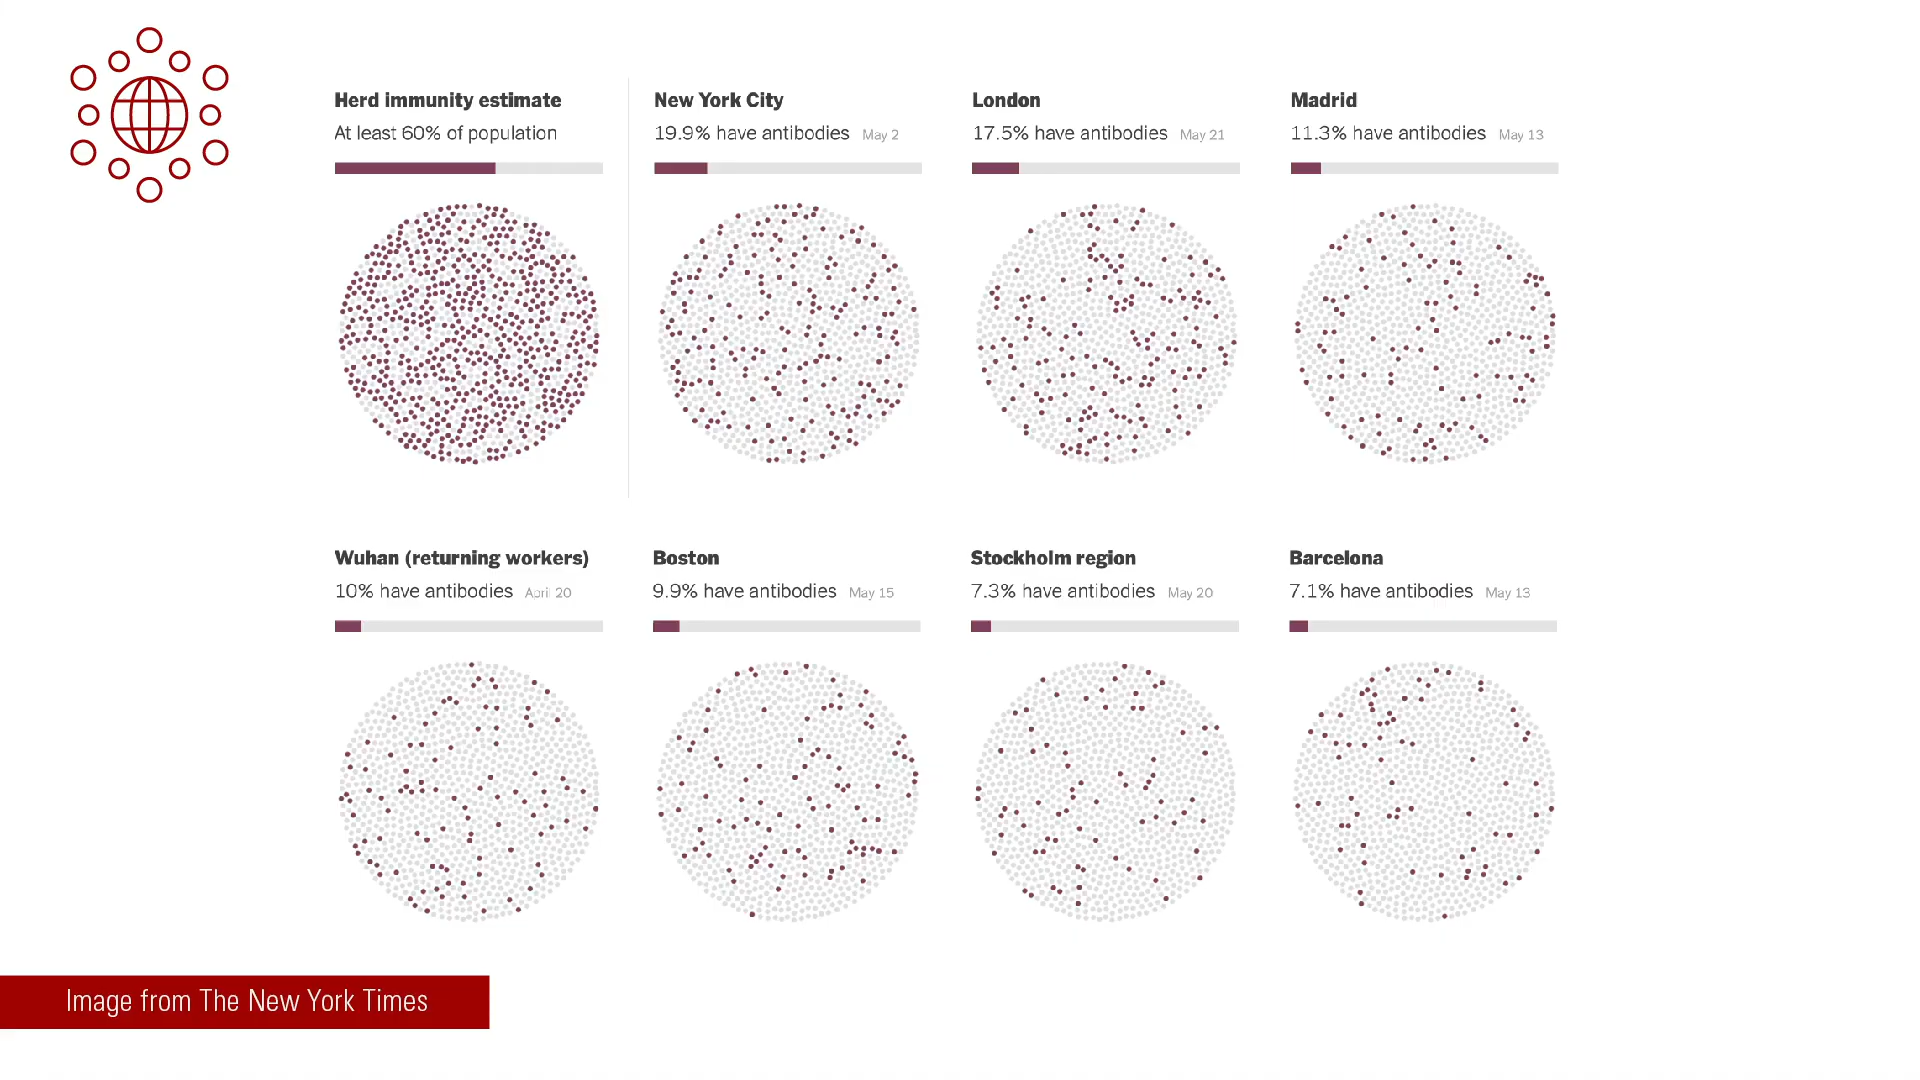 Herd immunity estimate
At least 60% of population
New York City
19.9% have antibodies May 2
London
17.5% have antibodies May 21
Madrid
11.3% have antibodies May 13
Wuhan (returning workers)
10% have antibodies April 20
Boston
9.9% have antibodies May 15
Stockholm region
7.3% have antibodies May 20
Barcelona
7.1% have antibodies May 13
Image from The New York Times